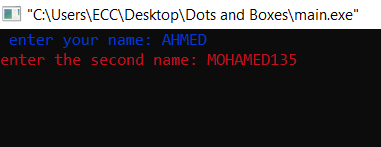 "C:\Users\ECC\Desktop\Dots and Boxes\main.exe"
enter your name: AHMED
enter the second name: MOHAMED135